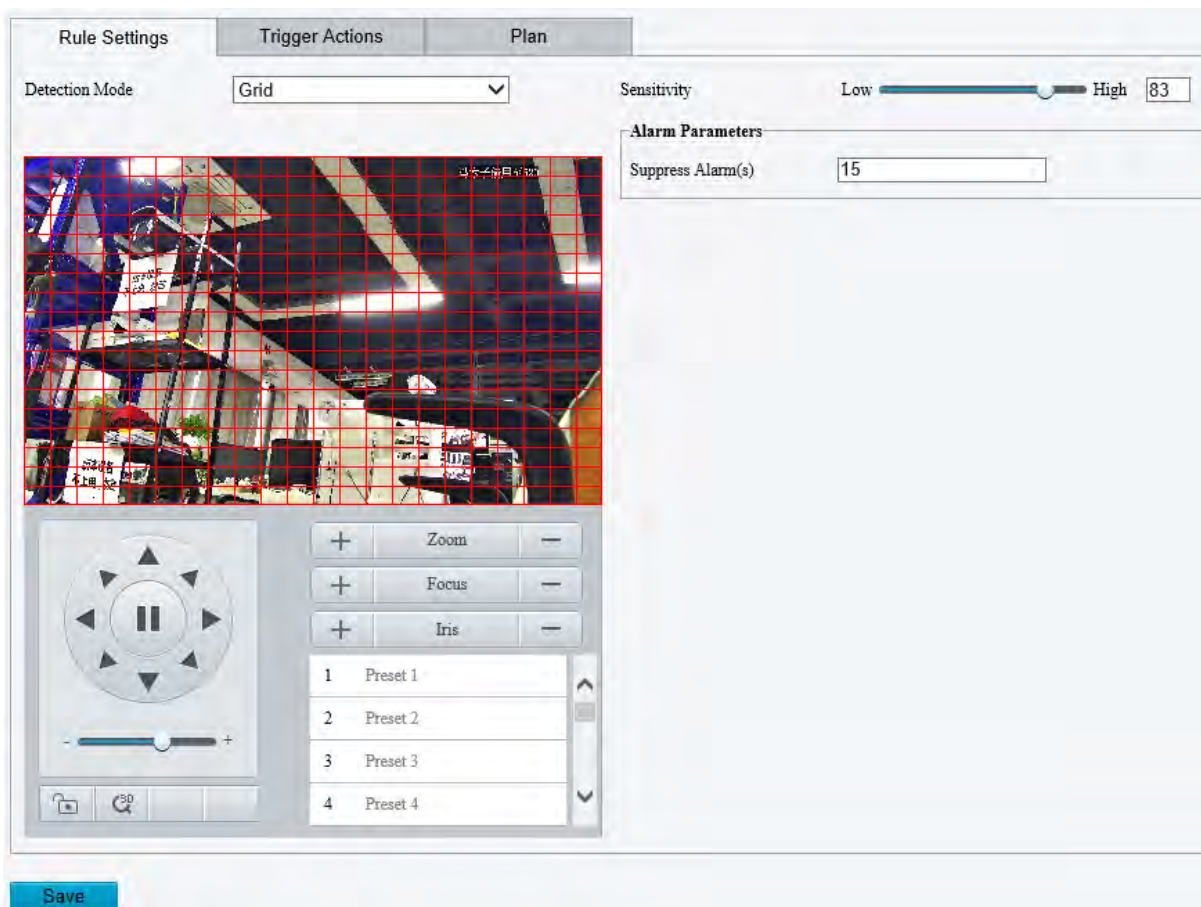 Rule Settings
Trigger Actions
Plan
Detection Mode
Grid
Sensitivity
Low
High
83
Alarm Parameters
Suppress Alarm(s)
15
Zoom
Focus
Iris
1 Preset 1
2 Preset 2
3 Preset 3
4 Preset 4
- +
3D
Save